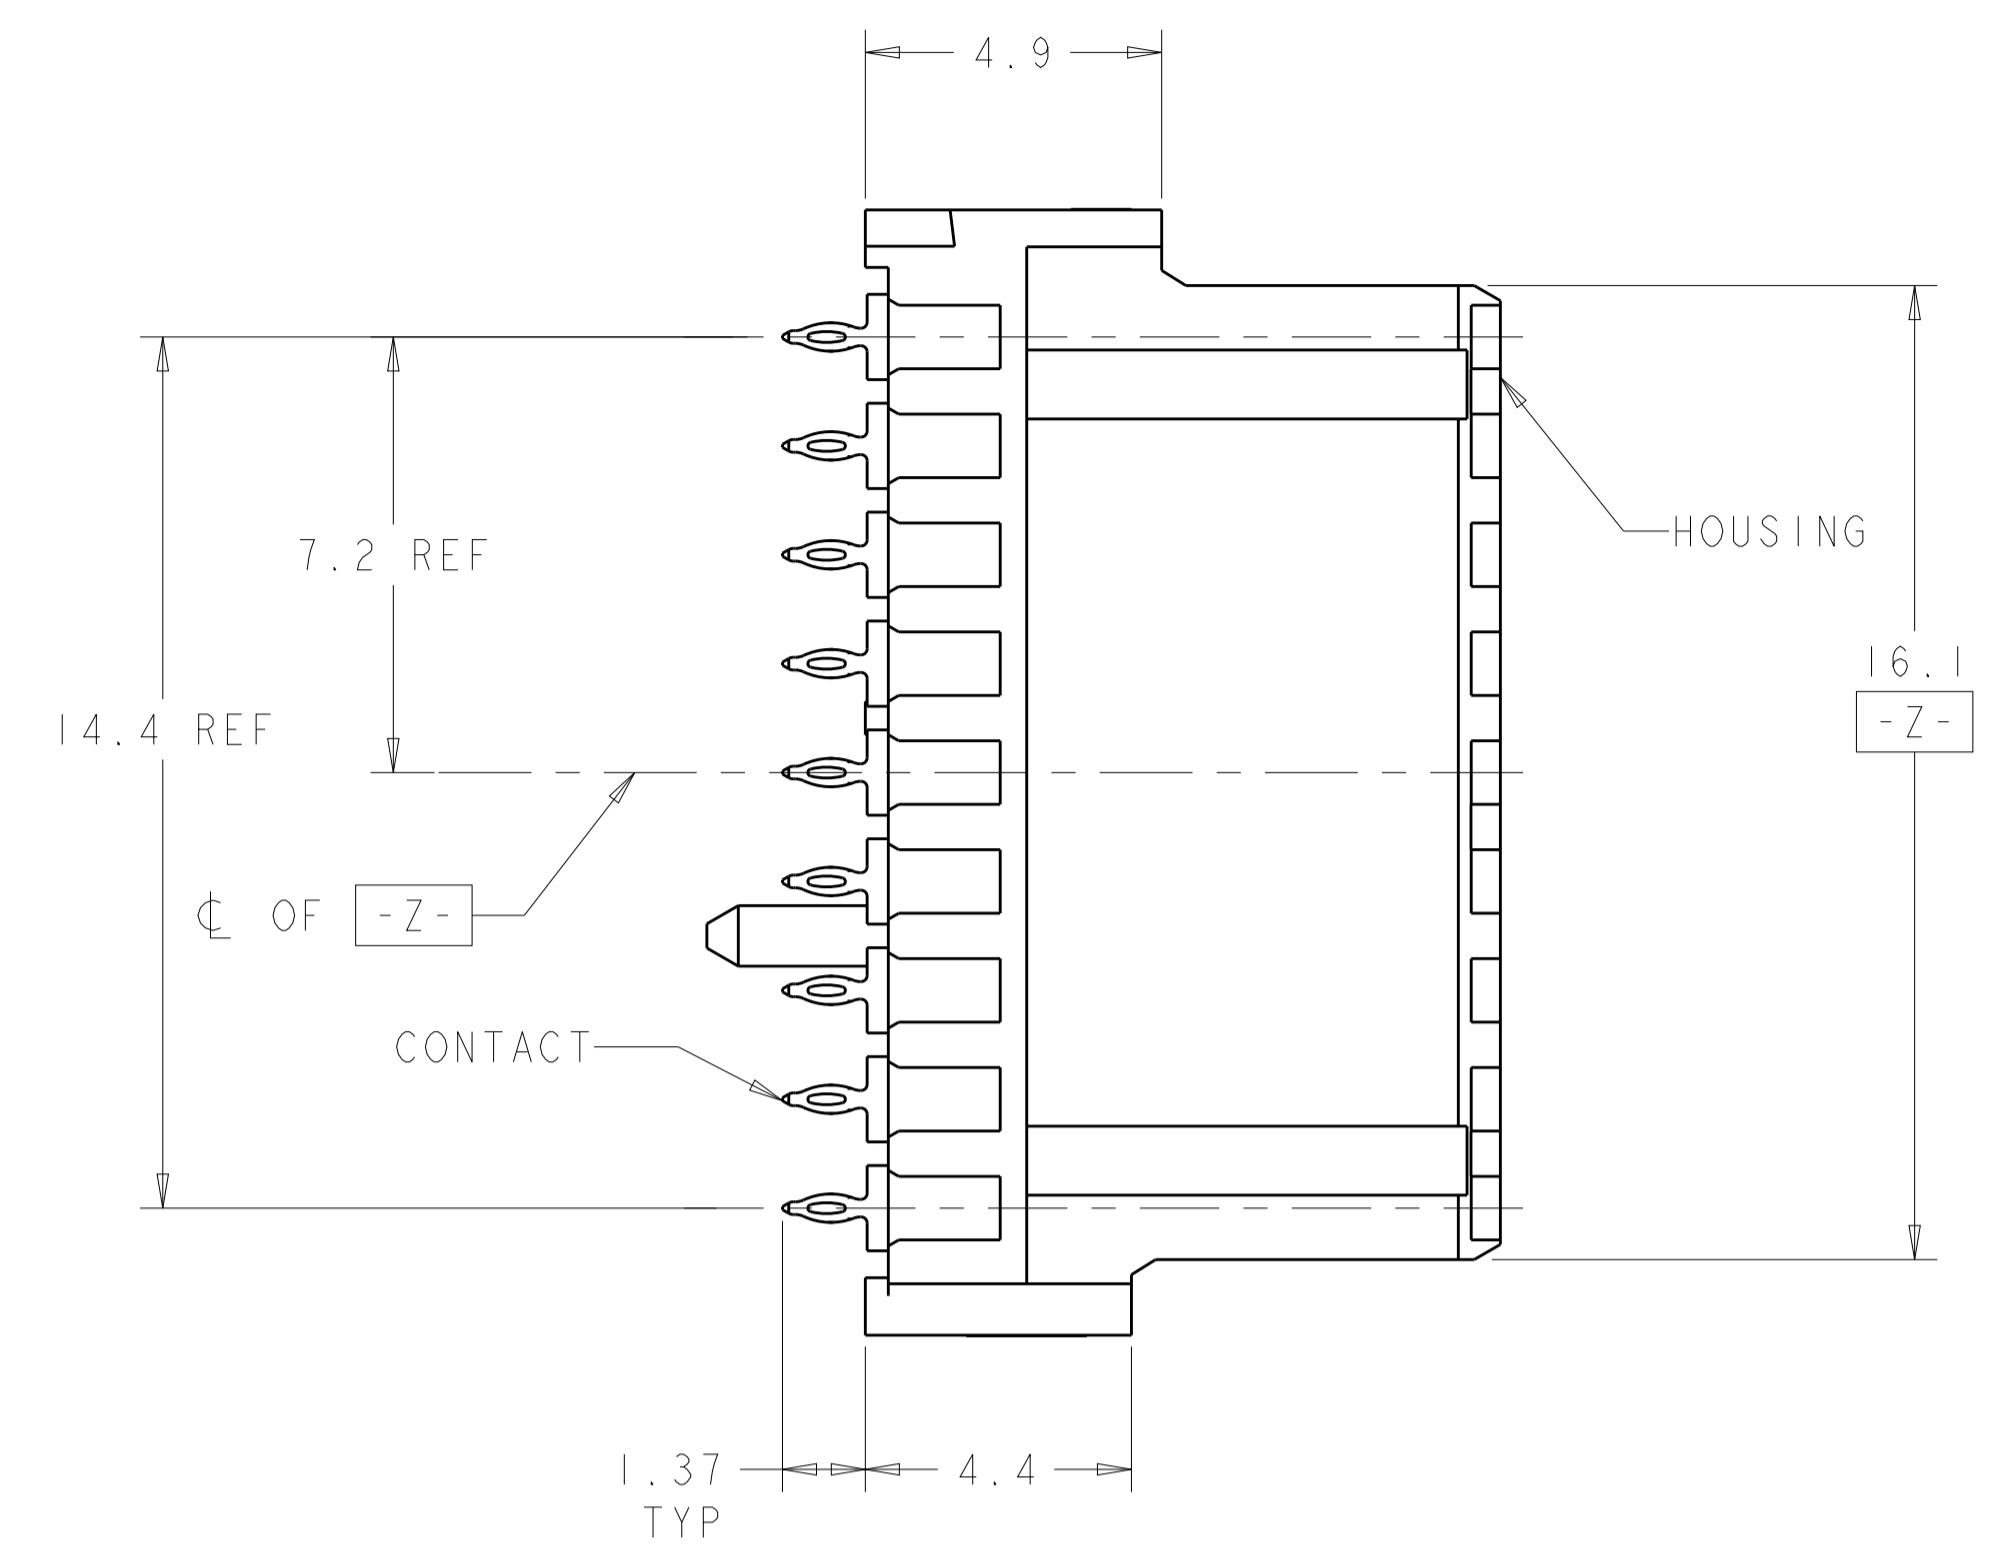 4.9
7.2 REF
HOUSING
16.1
-Z-
14.4 REF
℄ OF -Z-
CONTACT
1.37
TYP
4.4